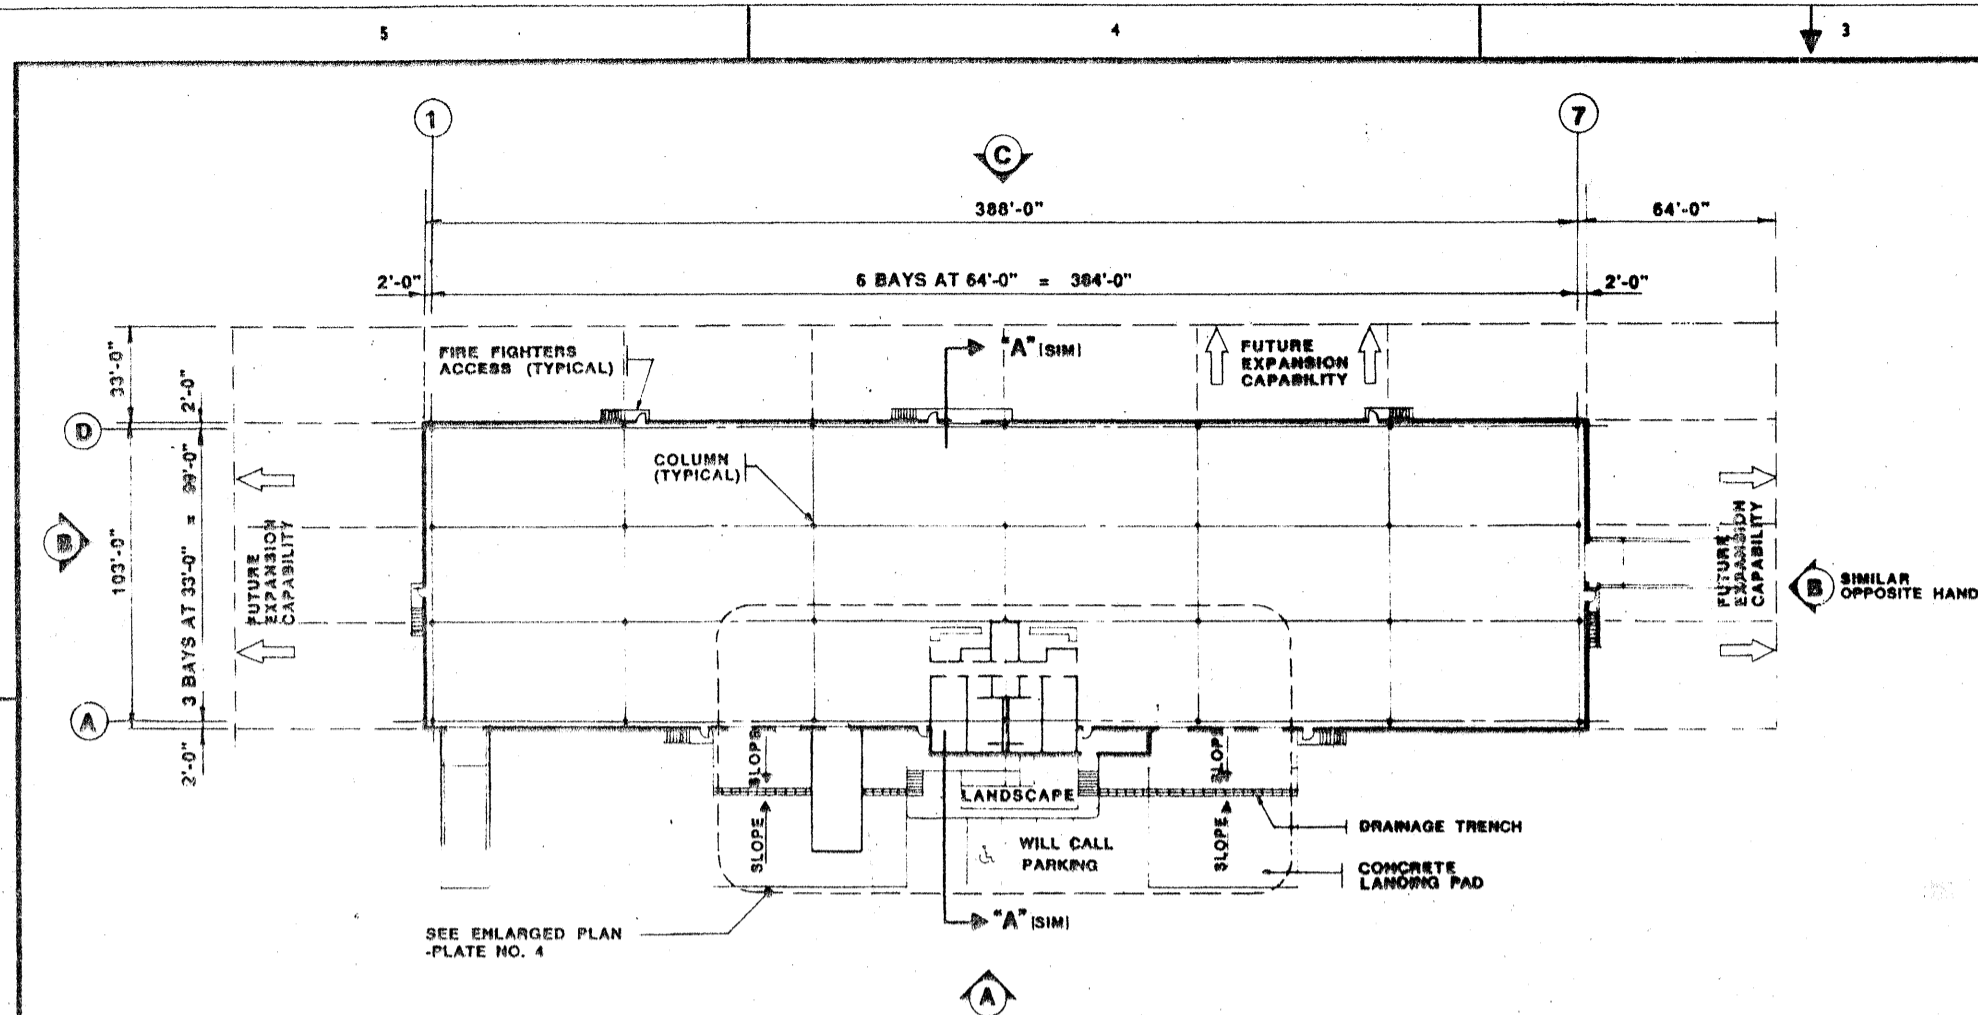 5
4
3
1
7
C
388'-0"
64'-0"
2'-0"
6 BAYS AT 64'-0" = 384'-0"
2'-0"
33'-0"
2'-0"
FIRE FIGHTERS
ACCESS (TYPICAL)
"A" (SIM)
FUTURE
EXPANSION
CAPABILITY
D
COLUMN
(TYPICAL)
3 BAYS AT 33'-0" = 99'-0"
103'-0"
B
FUTURE
EXPANSION
CAPABILITY
FUTURE
EXPANSION
CAPABILITY
B
SIMILAR
OPPOSITE HAND
A
2'-0"
SLOPE
SLOPE
LANDSCAPE
SLOPE
SLOPE
WILL CALL
PARKING
DRAINAGE TRENCH
CONCRETE
LANDING PAD
"A" (SIM)
SEE ENLARGED PLAN
-PLATE NO. 4
A